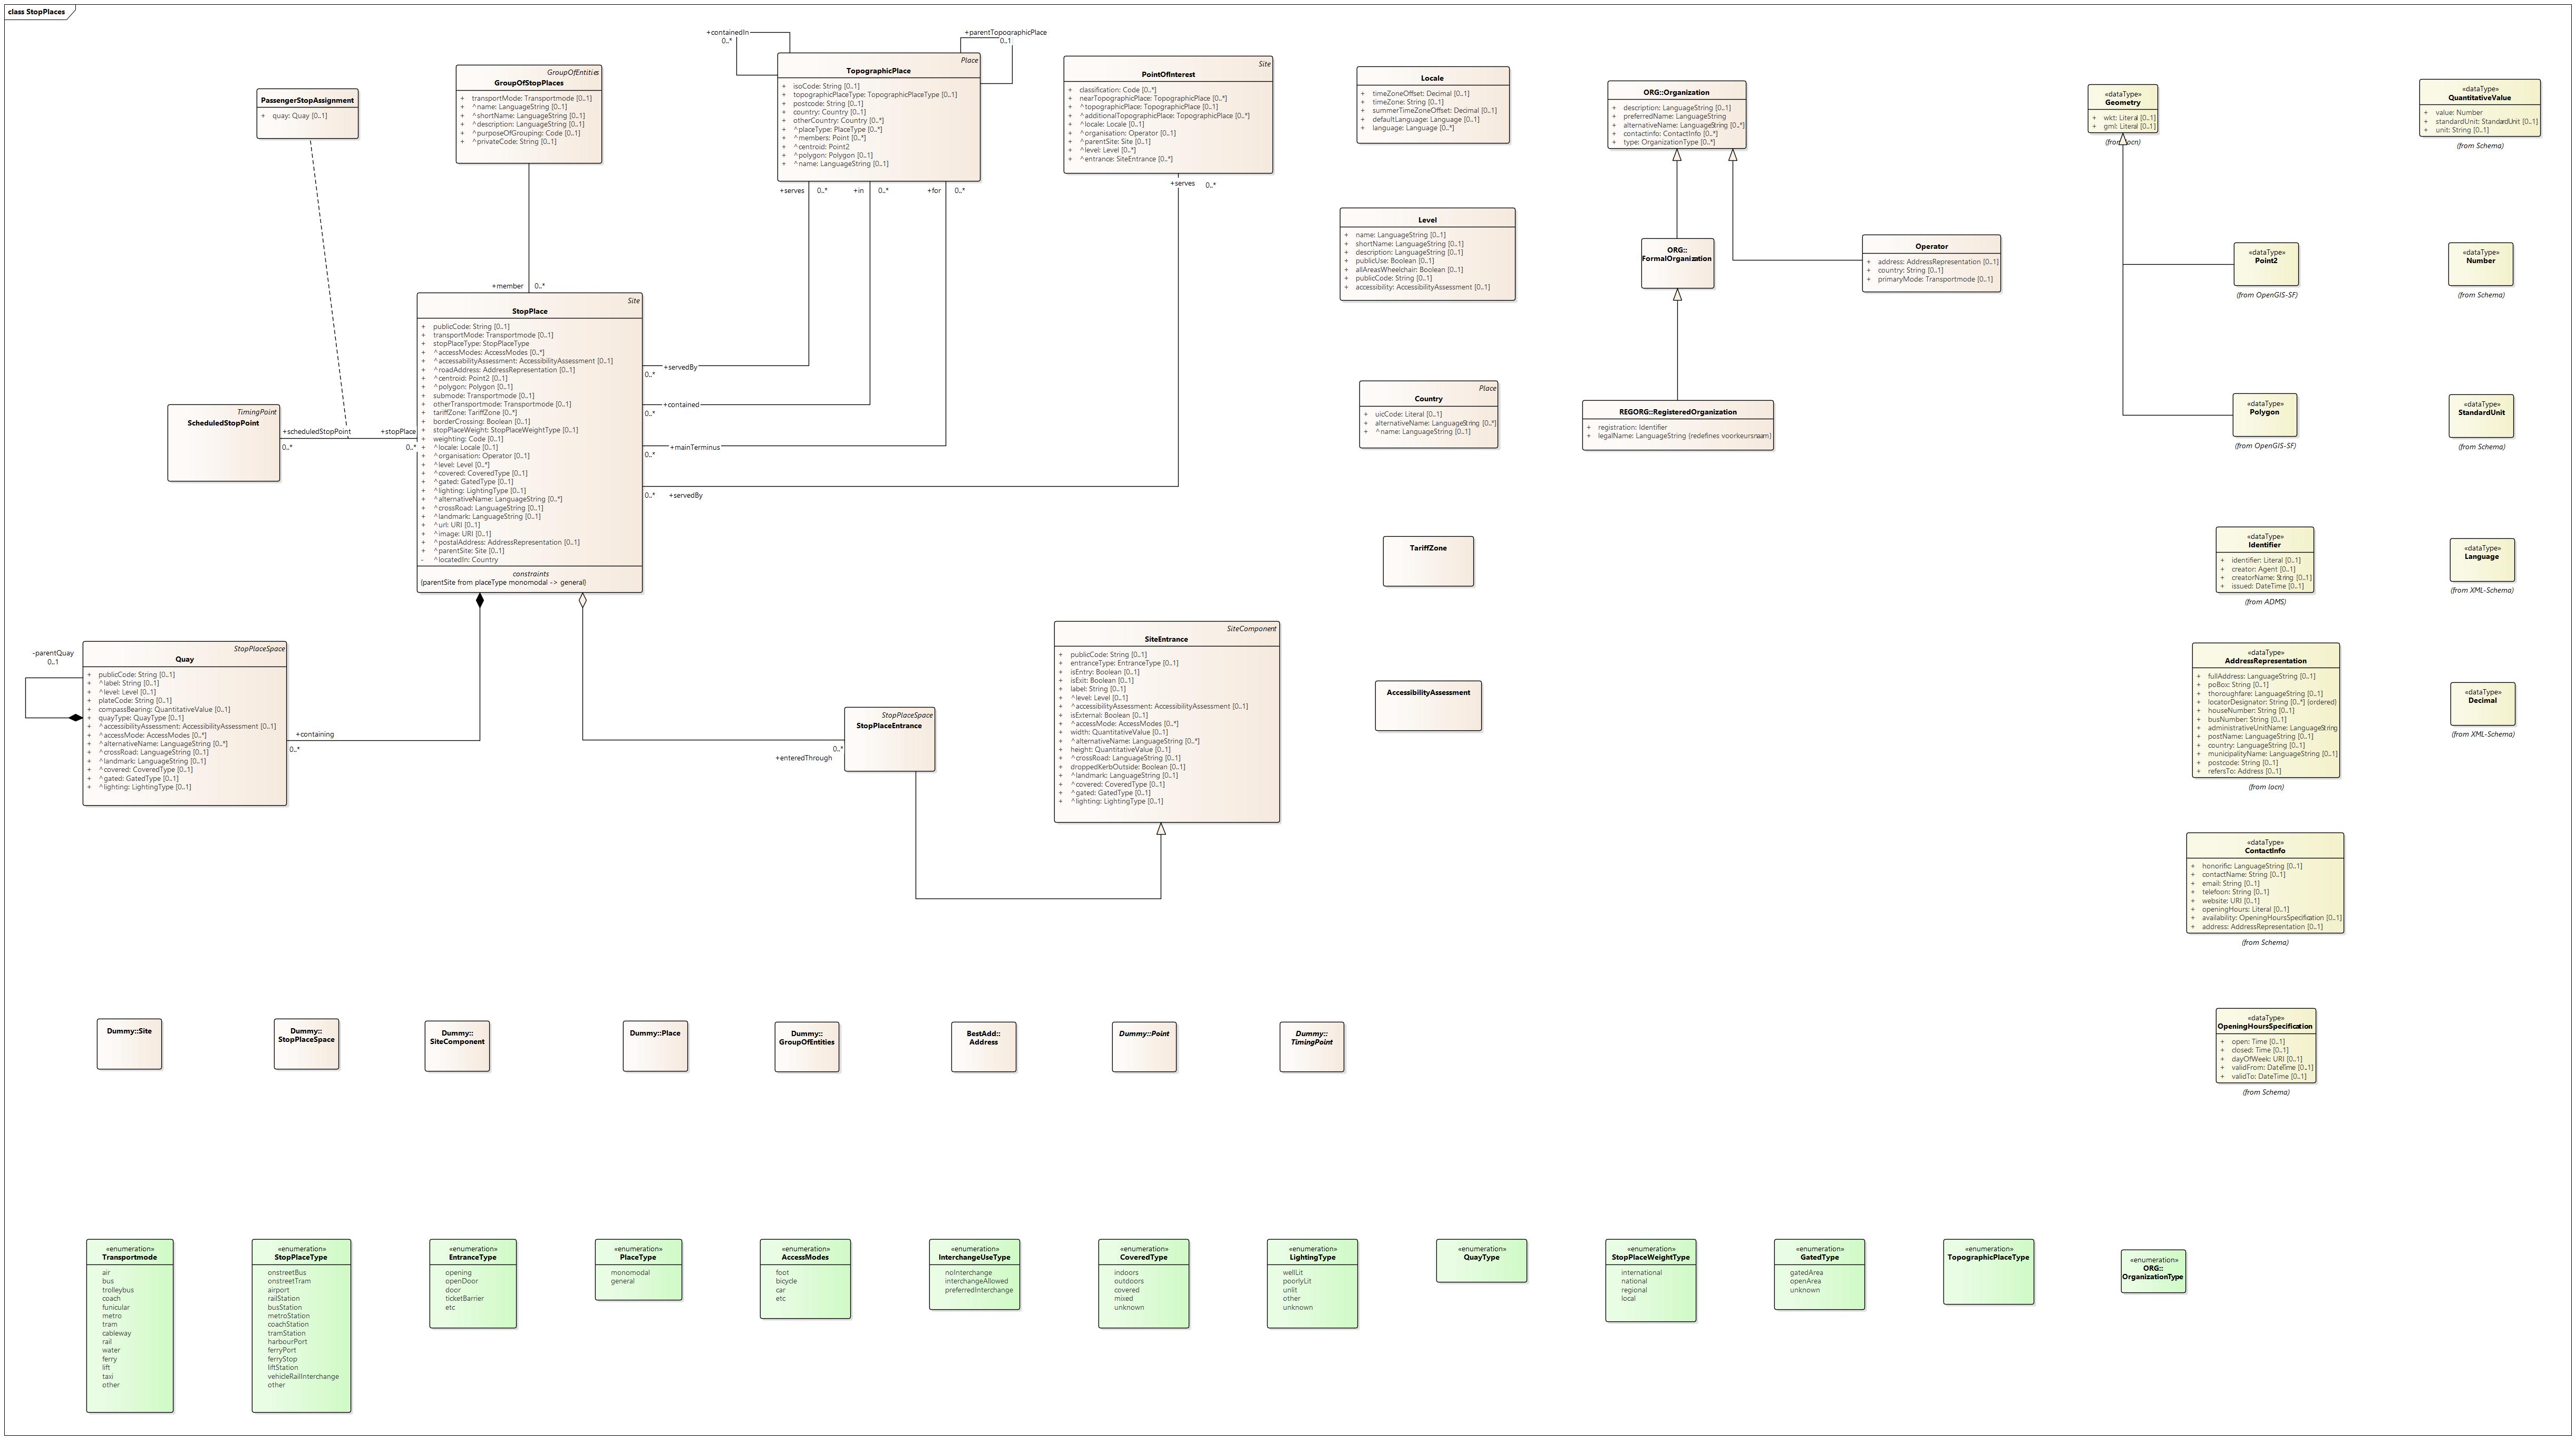 class StopPlaces
PassengerStopAssignment
+ quay: Quay [0..1]
GroupOfEntities
GroupOfStopPlaces
+ transportMode: Transportmode [0..1]
+ ^name: LanguageString [0..1]
+ ^shortName: LanguageString [0..1]
+ ^description: LanguageString [0..1]
+ ^purposeOfGrouping: Code [0..1]
+ ^privateCode: String [0..1]
+member 0..*
+containedIn
0..*
+parentTopographicPlace
0..1
Place
TopographicPlace
+ isoCode: String [0..1]
+ topographicPlaceType: TopographicPlaceType [0..1]
+ postcode: String [0..1]
+ country: Country [0..1]
+ otherCountry: Country [0..*]
+ ^placeType: PlaceType [0..*]
+ ^members: Point [0..*]
+ ^centroid: Point2
+ ^polygon: Polygon [0..1]
+ ^name: LanguageString [0..1]
+serves 0..* +in 0..* +for 0..*
Site
PointOfInterest
+ classification: Code [0..*]
+ nearTopographicPlace: TopographicPlace [0..*]
+ ^topographicPlace: TopographicPlace [0..1]
+ ^additionalTopographicPlace: TopographicPlace [0..*]
+ ^locale: Locale [0..1]
+ ^organisation: Operator [0..1]
+ ^parentSite: Site [0..1]
+ ^level: Level [0..*]
+ ^entrance: SiteEntrance [0..*]
+serves 0..*
Locale
+ timeZoneOffset: Decimal [0..1]
+ timeZone: String [0..1]
+ summerTimeZoneOffset: Decimal [0..1]
+ defaultLanguage: Language [0..1]
+ language: Language [0..*]
Level
+ name: LanguageString [0..1]
+ shortName: LanguageString [0..1]
+ description: LanguageString [0..1]
+ publicUse: Boolean [0..1]
+ allAreasWheelchair: Boolean [0..1]
+ publicCode: String [0..1]
+ accessibility: AccessibilityAssessment [0..1]
Place
Country
+ uicCode: Literal [0..1]
+ alternativeName: LanguageString [0..*]
+ ^name: LanguageString [0..1]
TariffZone
AccessibilityAssessment
ORG::Organization
+ description: LanguageString [0..1]
+ preferredName: LanguageString
+ alternativeName: LanguageString [0..*]
+ contactinfo: ContactInfo [0..*]
+ type: OrganizationType [0..*]
ORG::
FormalOrganization
Operator
+ address: AddressRepresentation [0..1]
+ country: String [0..1]
+ primaryMode: Transportmode [0..1]
REGORG::RegisteredOrganization
+ registration: Identifier
+ legalName: LanguageString {redefines voorkeursnaam}
«dataType»
Geometry
+ wkt: Literal [0..1]
+ gml: Literal [0..1]
(from locn)
«dataType»
QuantitativeValue
+ value: Number
+ standardUnit: StandardUnit [0..1]
+ unit: String [0..1]
(from Schema)
«dataType»
Point2
(from OpenGIS-SF)
«dataType»
Number
(from Schema)
«dataType»
Polygon
(from OpenGIS-SF)
«dataType»
StandardUnit
(from Schema)
«dataType»
Identifier
+ identifier: Literal [0..1]
+ creator: Agent [0..1]
+ creatorName: String [0..1]
+ issued: DateTime [0..1]
(from ADMS)
«dataType»
Language
(from XML-Schema)
«dataType»
AddressRepresentation
+ fullAddress: LanguageString [0..1]
+ poBox: String [0..1]
+ thoroughfare: LanguageString [0..1]
+ locatorDesignator: String [0..*] {ordered}
+ houseNumber: String [0..1]
+ busNumber: String [0..1]
+ administrativeUnitName: LanguageString
+ postName: LanguageString [0..1]
+ country: LanguageString [0..1]
+ municipalityName: LanguageString [0..1]
+ postcode: String [0..1]
+ refersTo: Address [0..1]
(from locn)
«dataType»
Decimal
(from XML-Schema)
«dataType»
ContactInfo
+ honorific: LanguageString [0..1]
+ contactName: String [0..1]
+ email: String [0..1]
+ telefoon: String [0..1]
+ website: URI [0..1]
+ openingHours: Literal [0..1]
+ availability: OpeningHoursSpecification [0..1]
+ address: AddressRepresentation [0..1]
(from Schema)
«dataType»
OpeningHoursSpecification
+ open: Time [0..1]
+ closed: Time [0..1]
+ dayOfWeek: URI [0..1]
+ validFrom: DateTime [0..1]
+ validTo: DateTime [0..1]
(from Schema)
Site
StopPlace
+ publicCode: String [0..1]
+ transportMode: Transportmode [0..1]
+ stopPlaceType: StopPlaceType
+ ^accessModes: AccessModes [0..*]
+ ^accessabilityAssessment: AccessibilityAssessment [0..1]
+ ^roadAddress: AddressRepresentation [0..1]
+ ^centroid: Point2 [0..1]
+ ^polygon: Polygon [0..1]
+ submode: Transportmode [0..1]
+ otherTransportmode: Transportmode [0..1]
+ tariffZone: TariffZone [0..*]
+ borderCrossing: Boolean [0..1]
+ stopPlaceWeight: StopPlaceWeightType [0..1]
+ weighting: Code [0..1]
+ ^locale: Locale [0..1]
+ ^organisation: Operator [0..1]
+ ^level: Level [0..*]
+ ^covered: CoveredType [0..1]
+ ^gated: GatedType [0..1]
+ ^lighting: LightingType [0..1]
+ ^alternativeName: LanguageString [0..*]
+ ^crossRoad: LanguageString [0..1]
+ ^landmark: LanguageString [0..1]
+ ^url: URI [0..1]
+ ^image: URI [0..1]
+ ^postalAddress: AddressRepresentation [0..1]
+ ^parentSite: Site [0..1]
- ^locatedIn: Country
constraints
{parentSite from placeType monomodal -> general}
+servedBy
0..*
+contained
0..*
+mainTerminus
0..*
0..* +servedBy
TimingPoint
ScheduledStopPoint
+scheduledStopPoint +stopPlace
0..* 0..*
-parentQuay
0..1
StopPlaceSpace
Quay
+ publicCode: String [0..1]
+ ^label: String [0..1]
+ ^level: Level [0..1]
+ plateCode: String [0..1]
+ compassBearing: QuantitativeValue [0..1]
+ quayType: QuayType [0..1]
+ ^accessibilityAssessment: AccessibilityAssessment [0..1]
+ ^accessMode: AccessModes [0..*]
+ ^alternativeName: LanguageString [0..*]
+ ^crossRoad: LanguageString [0..1]
+ ^landmark: LanguageString [0..1]
+ ^covered: CoveredType [0..1]
+ ^gated: GatedType [0..1]
+ ^lighting: LightingType [0..1]
+containing
0..*
StopPlaceSpace
StopPlaceEntrance
0..*
+enteredThrough
SiteComponent
SiteEntrance
+ publicCode: String [0..1]
+ entranceType: EntranceType [0..1]
+ isEntry: Boolean [0..1]
+ isExit: Boolean [0..1]
+ label: String [0..1]
+ ^level: Level [0..1]
+ ^accessibilityAssessment: AccessibilityAssessment [0..1]
+ isExternal: Boolean [0..1]
+ ^accessMode: AccessModes [0..*]
+ width: QuantitativeValue [0..1]
+ ^alternativeName: LanguageString [0..*]
+ height: QuantitativeValue [0..1]
+ ^crossRoad: LanguageString [0..1]
+ droppedKerbOutside: Boolean [0..1]
+ ^landmark: LanguageString [0..1]
+ ^covered: CoveredType [0..1]
+ ^gated: GatedType [0..1]
+ ^lighting: LightingType [0..1]
Dummy::Site
Dummy::
StopPlaceSpace
Dummy::
SiteComponent
Dummy::Place
Dummy::
GroupOfEntities
BestAdd::
Address
Dummy::Point
Dummy::
TimingPoint
«enumeration»
Transportmode
air
bus
trolleybus
coach
funicular
metro
tram
cableway
rail
water
ferry
lift
taxi
other
«enumeration»
StopPlaceType
onstreetBus
onstreetTram
airport
railStation
busStation
metroStation
coachStation
tramStation
harbourPort
ferryPort
ferryStop
liftStation
vehicleRailInterchange
other
«enumeration»
EntranceType
opening
openDoor
door
ticketBarrier
etc
«enumeration»
PlaceType
monomodal
general
«enumeration»
AccessModes
foot
bicycle
car
etc
«enumeration»
InterchangeUseType
noInterchange
interchangeAllowed
preferredInterchange
«enumeration»
CoveredType
indoors
outdoors
covered
mixed
unknown
«enumeration»
LightingType
wellLit
poorlyLit
unlit
other
unknown
«enumeration»
QuayType
«enumeration»
StopPlaceWeightType
international
national
regional
local
«enumeration»
GatedType
gatedArea
openArea
unknown
«enumeration»
TopographicPlaceType
«enumeration»
ORG::
OrganizationType